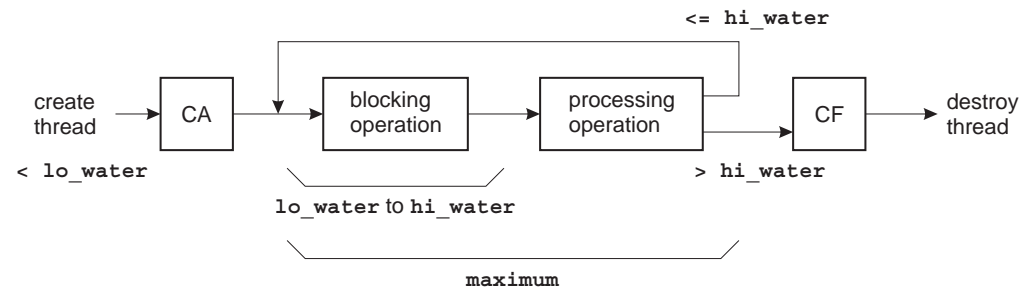 <= hi_water
create
thread
CA
blocking
operation
processing
operation
CF
destroy
thread
< lo_water
> hi_water
lo_water to hi_water
maximum